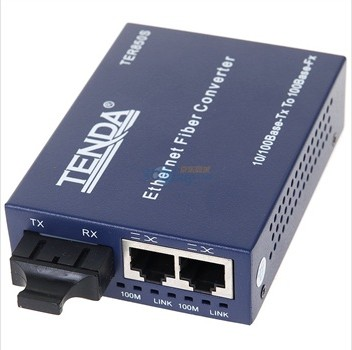 TER850S
TENDA®
Ethernet Fiber Converter
10/100Base-Tx To 100Base-Fx
TX RX
100M LINK 100M LINK